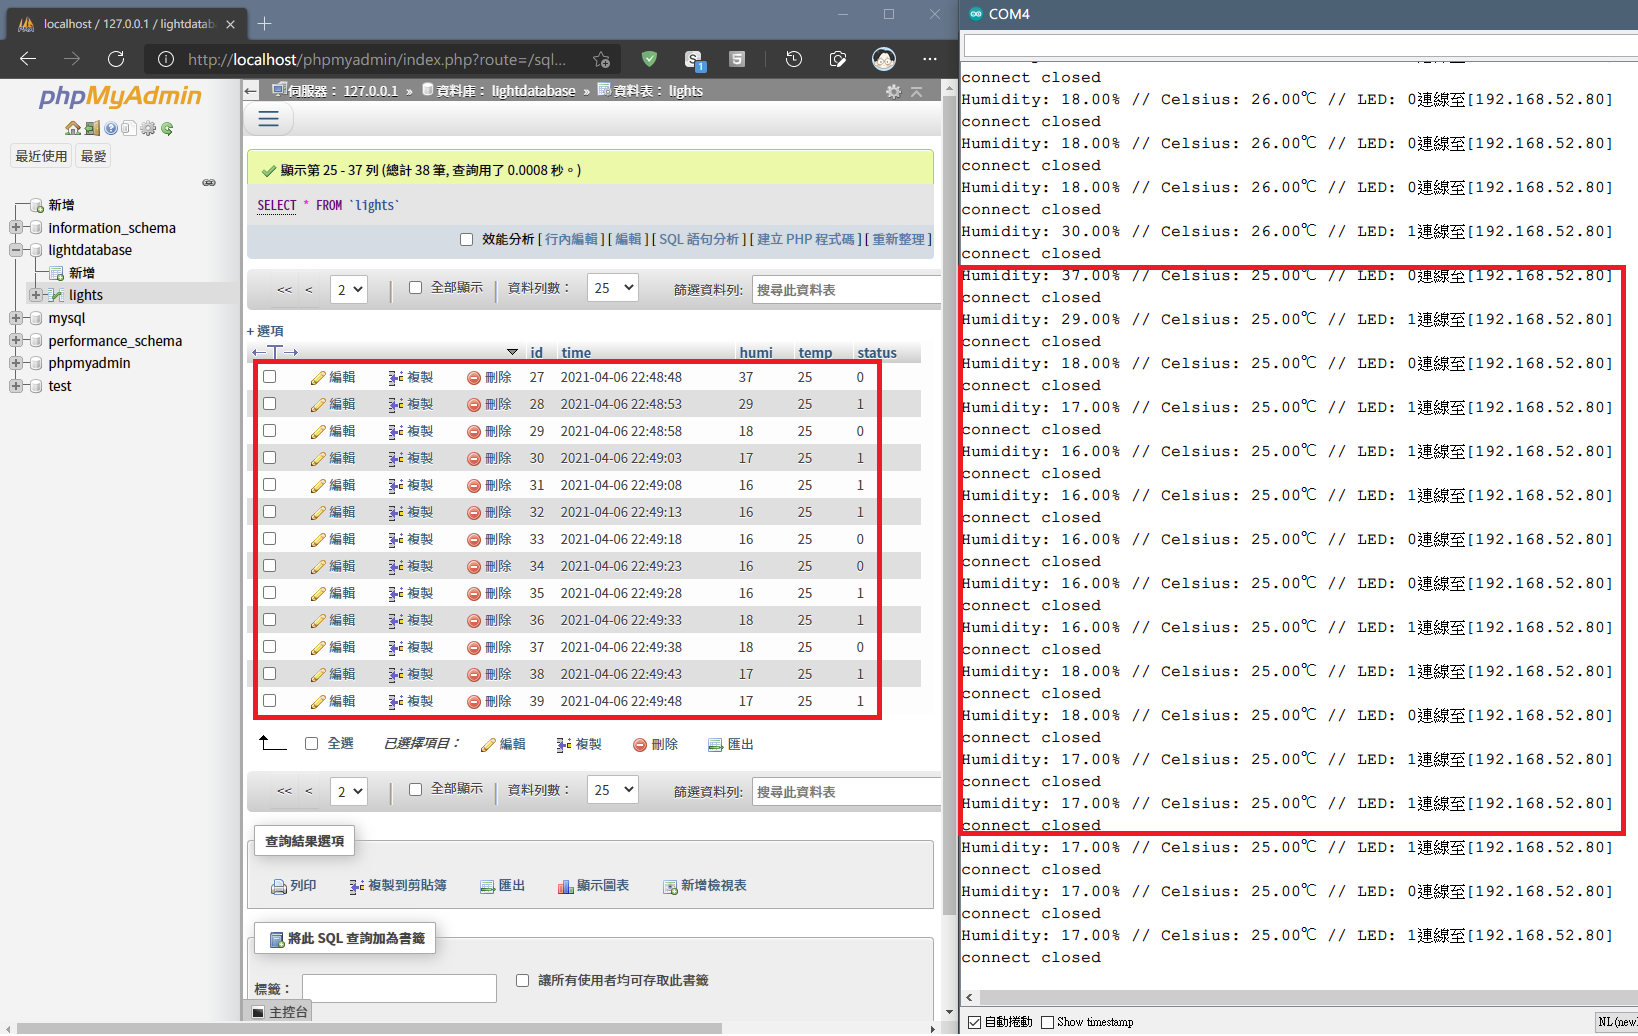 localhost / 127.0.0.1 / lightdatab
http://localhost/phpmyadmin/index.php?route=/sql...
S
1
phpMyAdmin
最近使用
最愛
新增
information_schema
lightdatabase
新增
lights
mysql
performance_schema
phpmyadmin
test
伺服器： 127.0.0.1 » 資料庫： lightdatabase » 資料表： lights
顯示第 25 - 37 列 (總計 38 筆, 查詢用了 0.0008 秒。)
SELECT * FROM `lights`
效能分析 [ 行內編輯 ] [ 編輯 ] [ SQL 語句分析 ] [ 建立 PHP 程式碼 ] [ 重新整理 ]
<< < 2 | 全部顯示 | 資料列數： 25 篩選資料列: 搜尋此資料表
+ 選項
←T→ id time humi temp status
編輯 複製 刪除 27 2021-04-06 22:48:48 37 25 0
編輯 複製 刪除 28 2021-04-06 22:48:53 29 25 1
編輯 複製 刪除 29 2021-04-06 22:48:58 18 25 0
編輯 複製 刪除 30 2021-04-06 22:49:03 17 25 1
編輯 複製 刪除 31 2021-04-06 22:49:08 16 25 1
編輯 複製 刪除 32 2021-04-06 22:49:13 16 25 1
編輯 複製 刪除 33 2021-04-06 22:49:18 16 25 0
編輯 複製 刪除 34 2021-04-06 22:49:23 16 25 0
編輯 複製 刪除 35 2021-04-06 22:49:28 16 25 1
編輯 複製 刪除 36 2021-04-06 22:49:33 18 25 1
編輯 複製 刪除 37 2021-04-06 22:49:38 18 25 0
編輯 複製 刪除 38 2021-04-06 22:49:43 17 25 1
編輯 複製 刪除 39 2021-04-06 22:49:48 17 25 1
全選 已選擇項目： 編輯 複製 刪除 匯出
<< < 2 | 全部顯示 | 資料列數： 25 篩選資料列: 搜尋此資料表
查詢結果選項
列印 複製到剪貼簿 匯出 顯示圖表 新增檢視表
將此 SQL 查詢加為書籤
標籤： 讓所有使用者均可存取此書籤
主控台
COM4
connect closed
Humidity: 18.00% // Celsius: 26.00℃ // LED: 0連線至[192.168.52.80]
connect closed
Humidity: 18.00% // Celsius: 26.00℃ // LED: 0連線至[192.168.52.80]
connect closed
Humidity: 18.00% // Celsius: 26.00℃ // LED: 0連線至[192.168.52.80]
connect closed
Humidity: 30.00% // Celsius: 26.00℃ // LED: 1連線至[192.168.52.80]
connect closed
Humidity: 37.00% // Celsius: 25.00℃ // LED: 0連線至[192.168.52.80]
connect closed
Humidity: 29.00% // Celsius: 25.00℃ // LED: 1連線至[192.168.52.80]
connect closed
Humidity: 18.00% // Celsius: 25.00℃ // LED: 0連線至[192.168.52.80]
connect closed
Humidity: 17.00% // Celsius: 25.00℃ // LED: 1連線至[192.168.52.80]
connect closed
Humidity: 16.00% // Celsius: 25.00℃ // LED: 1連線至[192.168.52.80]
connect closed
Humidity: 16.00% // Celsius: 25.00℃ // LED: 1連線至[192.168.52.80]
connect closed
Humidity: 16.00% // Celsius: 25.00℃ // LED: 0連線至[192.168.52.80]
connect closed
Humidity: 16.00% // Celsius: 25.00℃ // LED: 0連線至[192.168.52.80]
connect closed
Humidity: 16.00% // Celsius: 25.00℃ // LED: 1連線至[192.168.52.80]
connect closed
Humidity: 18.00% // Celsius: 25.00℃ // LED: 1連線至[192.168.52.80]
connect closed
Humidity: 18.00% // Celsius: 25.00℃ // LED: 0連線至[192.168.52.80]
connect closed
Humidity: 17.00% // Celsius: 25.00℃ // LED: 1連線至[192.168.52.80]
connect closed
Humidity: 17.00% // Celsius: 25.00℃ // LED: 1連線至[192.168.52.80]
connect closed
Humidity: 17.00% // Celsius: 25.00℃ // LED: 1連線至[192.168.52.80]
connect closed
Humidity: 17.00% // Celsius: 25.00℃ // LED: 0連線至[192.168.52.80]
connect closed
Humidity: 17.00% // Celsius: 25.00℃ // LED: 1連線至[192.168.52.80]
connect closed
自動捲動 Show timestamp NL (new